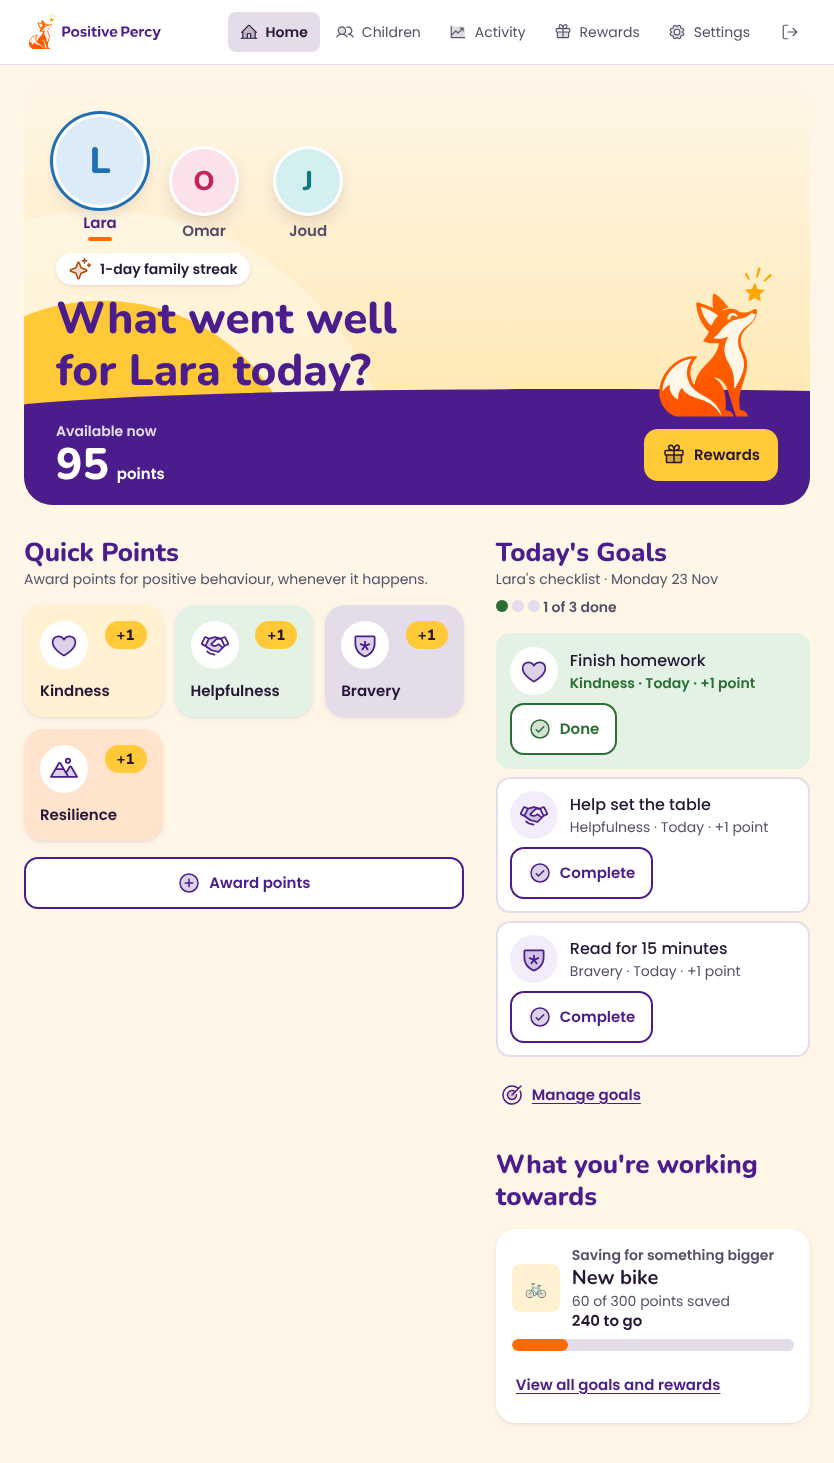 Positive Percy
Home
Children
Activity
Rewards
Settings
L
O
J
Lara
Omar
Joud
1-day family streak
What went well
for Lara today?
Available now
95 points
Rewards
Quick Points
Award points for positive behaviour, whenever it happens.
+1
Kindness
+1
Helpfulness
+1
Bravery
+1
Resilience
Award points
Today's Goals
Lara's checklist · Monday 23 Nov
1 of 3 done
Finish homework
Kindness · Today · +1 point
Done
Help set the table
Helpfulness · Today · +1 point
Complete
Read for 15 minutes
Bravery · Today · +1 point
Complete
Manage goals
What you're working
towards
Saving for something bigger
New bike
60 of 300 points saved
240 to go
View all goals and rewards